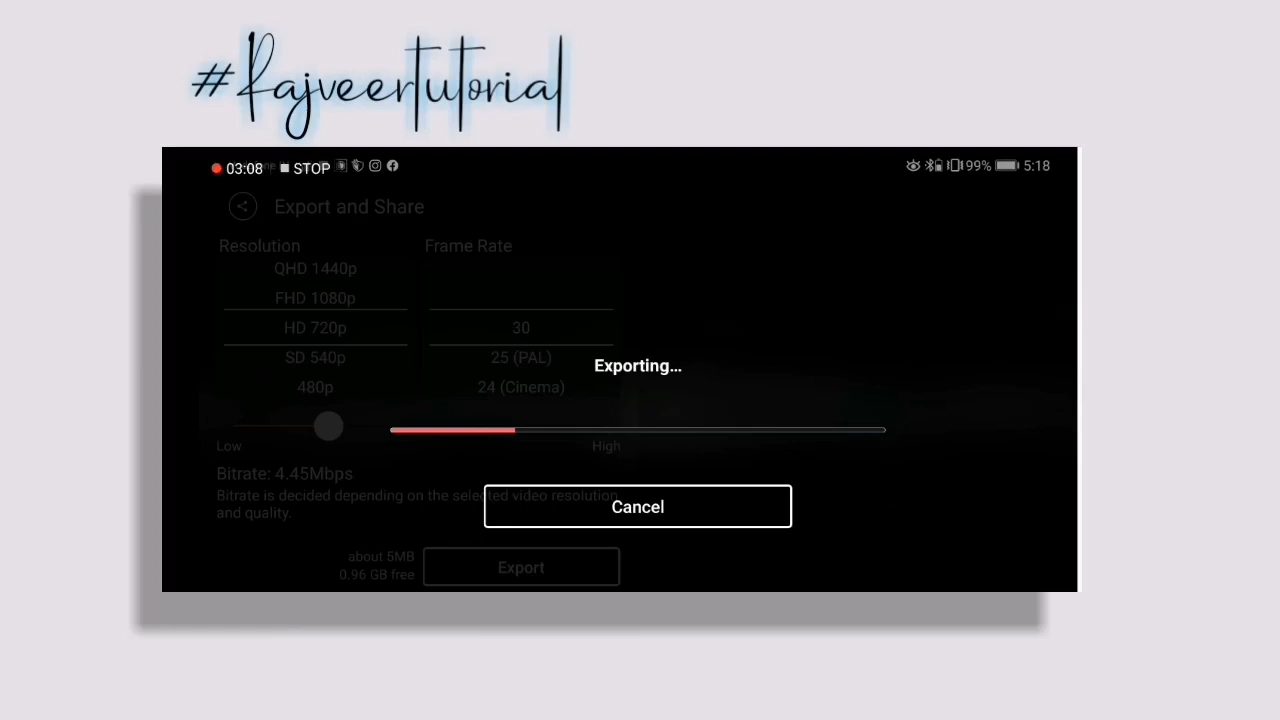 #Rajveertutorial
03:08 STOP 99% 5:18
Export and Share
Resolution Frame Rate
QHD 1440p
FHD 1080p
HD 720p 30
SD 540p 25 (PAL)
480p 24 (Cinema)
Exporting...
Low High
Bitrate: 4.45Mbps
Bitrate is decided depending on the selected video resolution
and quality.
Cancel
about 5MB
0.96 GB free
Export